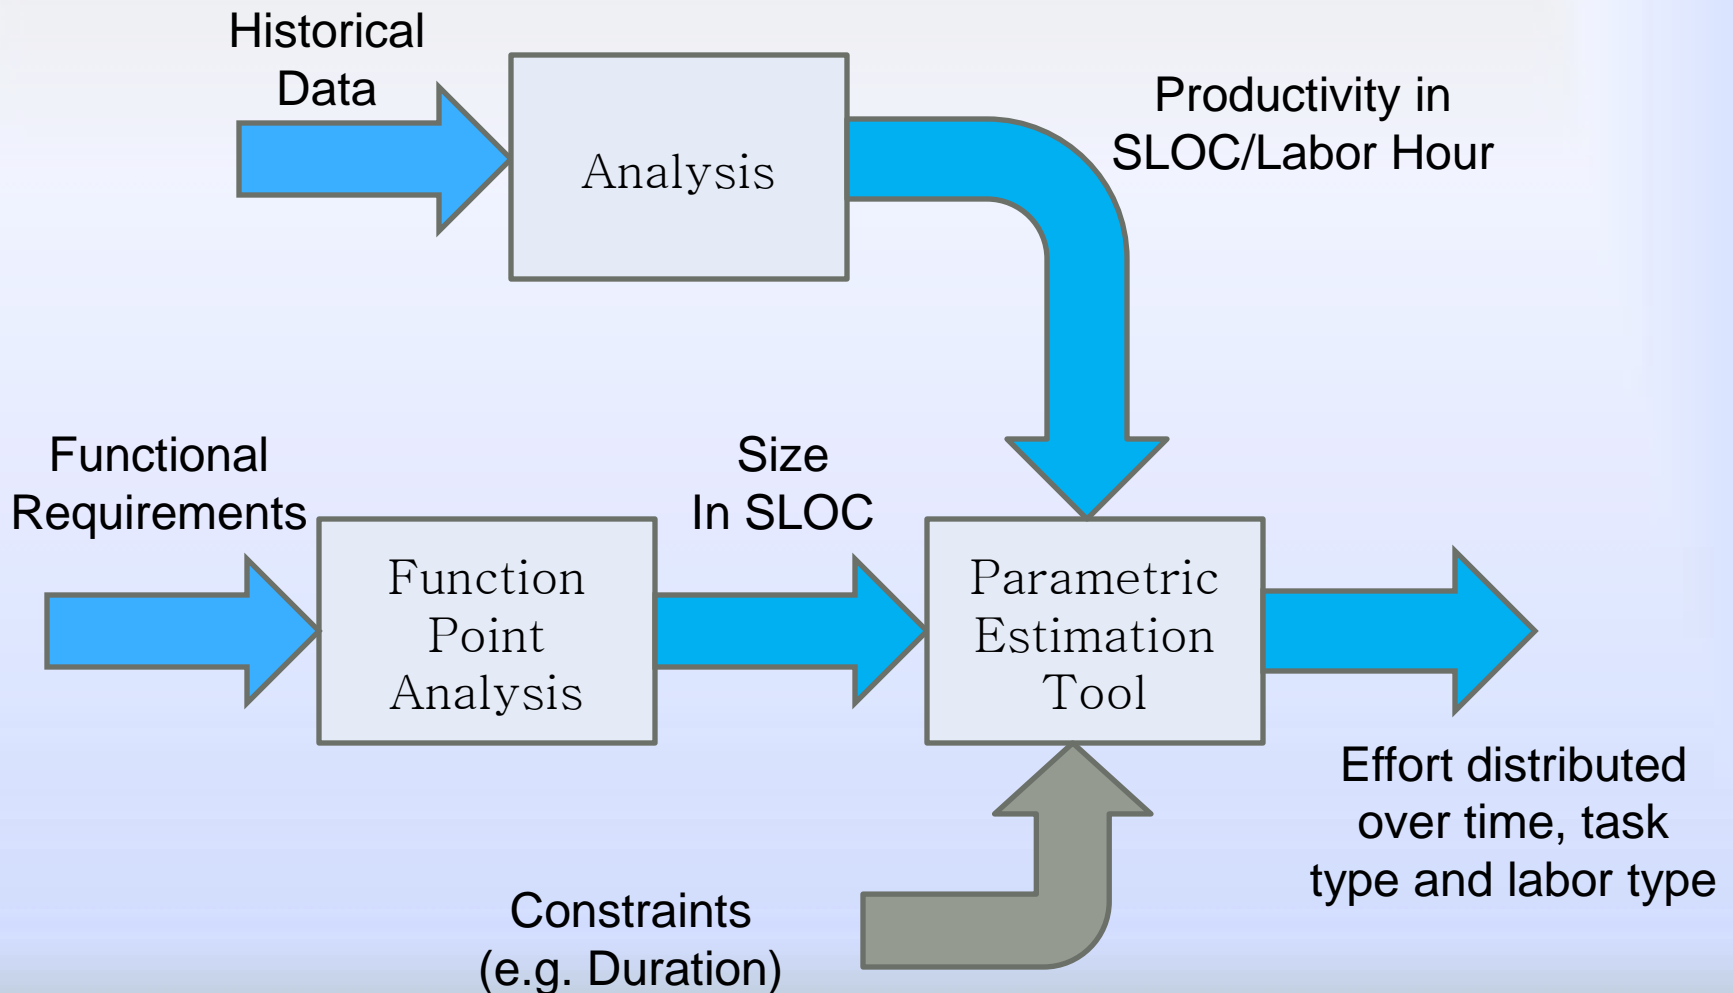 Historical
Data
Analysis
Productivity in
SLOC/Labor Hour
Functional
Requirements
Function
Point
Analysis
Size
In SLOC
Parametric
Estimation
Tool
Effort distributed
over time, task
type and labor type
Constraints
(e.g. Duration)